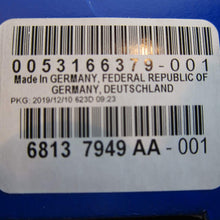 0053166379-001
Made In GERMANY, FEDERAL REPUBLIC OF
GERMANY, DEUTSCHLAND
PKG: 2019/12/10 623D 09:23
6813 7949 AA - 001